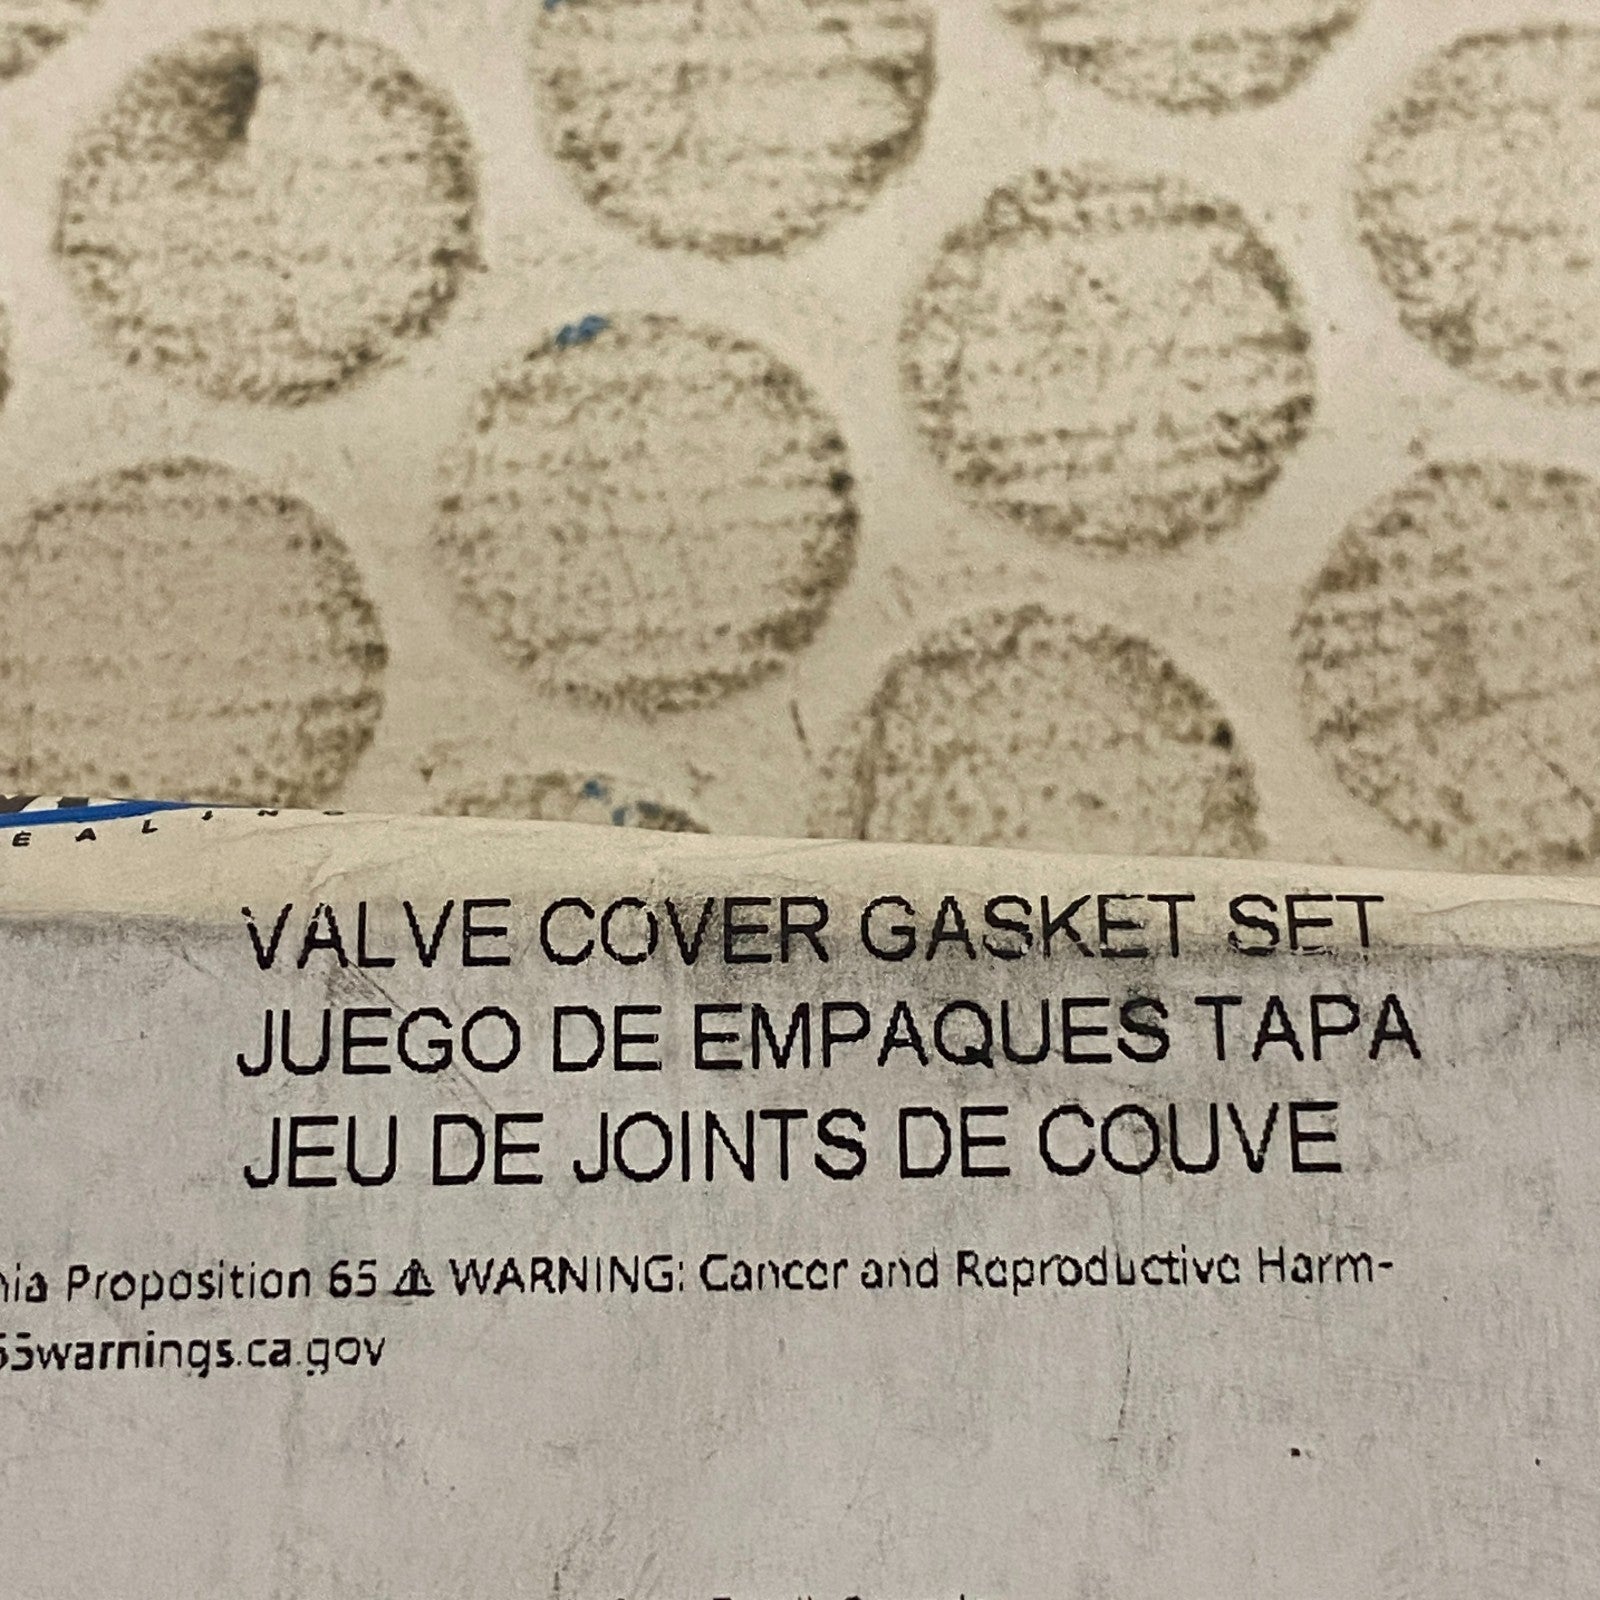 VALVE COVER GASKET SET
JUEGO DE EMPAQUES TAPA
JEU DE JOINTS DE COUVE
nia Proposition 65 ⚠ WARNING: Cancer and Reproductive Harm-
65warnings.ca.gov